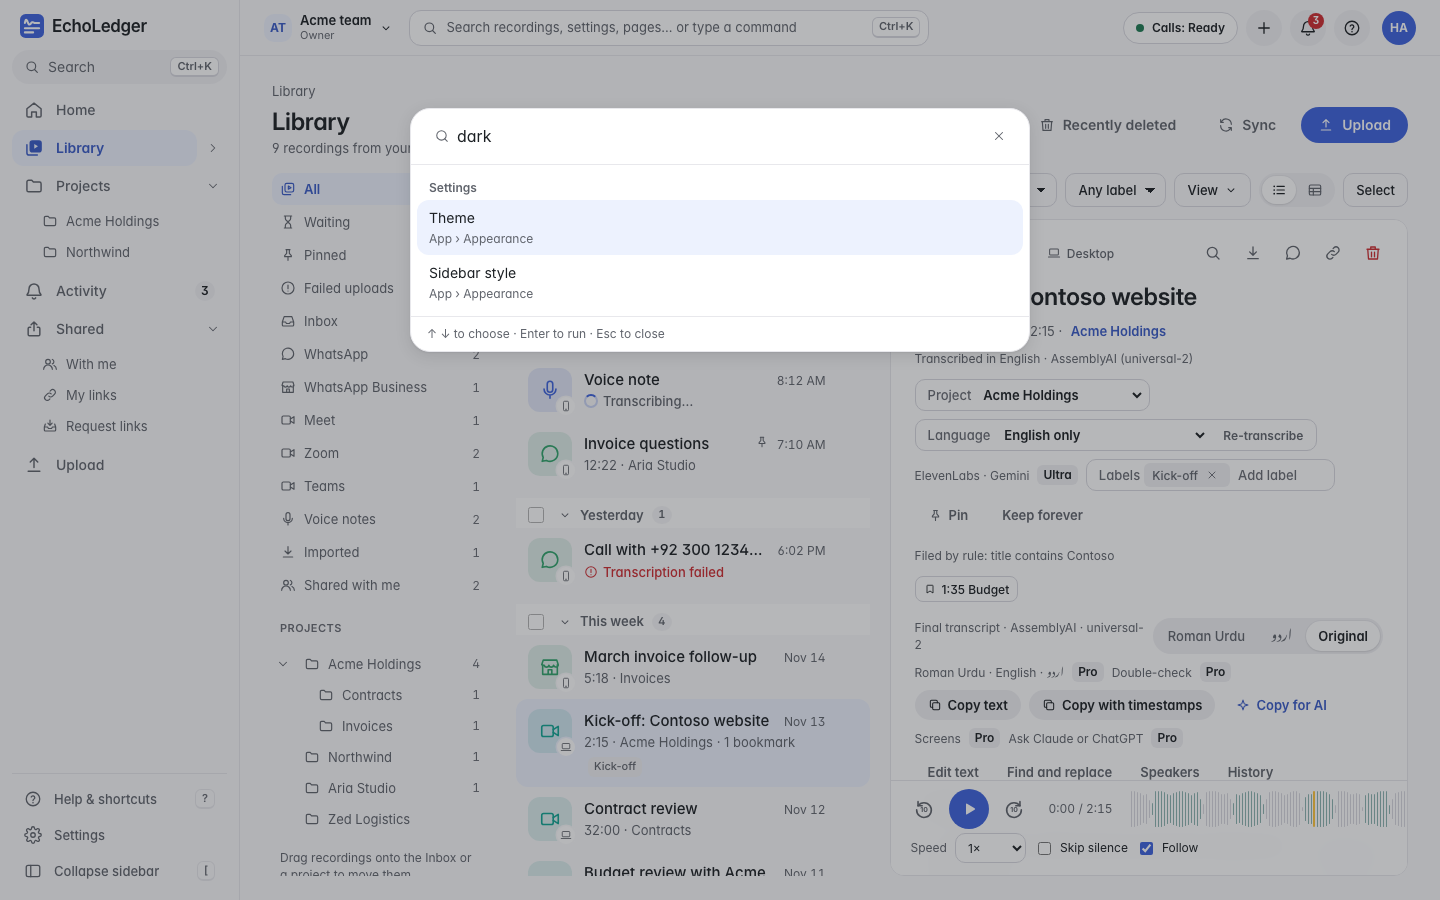 EchoLedger
Search Ctrl+K
Home
Library
Projects
Acme Holdings
Northwind
Activity 3
Shared
With me
My links
Request links
Upload
Help & shortcuts ?
Settings
Collapse sidebar [
AT Acme team
Owner
Search recordings, settings, pages... or type a command Ctrl+K
Calls: Ready
3
HA
Library
Library
9 recordings from your
Recently deleted
Sync
Upload
Any label
View
Select
dark
Settings
Theme
App › Appearance
Sidebar style
App › Appearance
↑ ↓ to choose · Enter to run · Esc to close
All
Waiting
Pinned
Failed uploads
Inbox
WhatsApp 2
WhatsApp Business 1
Meet 1
Zoom 2
Teams 1
Voice notes 2
Imported 1
Shared with me 2
PROJECTS
Acme Holdings 4
Contracts 1
Invoices 1
Northwind 1
Aria Studio 1
Zed Logistics
Drag recordings onto the Inbox or
a project to move them
Voice note 8:12 AM
Transcribing...
Invoice questions 7:10 AM
12:22 · Aria Studio
Yesterday 1
Call with +92 300 1234... 6:02 PM
Transcription failed
This week 4
March invoice follow-up Nov 14
5:18 · Invoices
Kick-off: Contoso website Nov 13
2:15 · Acme Holdings · 1 bookmark
Kick-off
Contract review Nov 12
32:00 · Contracts
Budget review with Acme Nov 11
Desktop
ontoso website
2:15 · Acme Holdings
Transcribed in English · AssemblyAI (universal-2)
Project Acme Holdings
Language English only Re-transcribe
ElevenLabs · Gemini Ultra Labels Kick-off Add label
Pin Keep forever
Filed by rule: title contains Contoso
1:35 Budget
Final transcript · AssemblyAI · universal-
2
Roman Urdu اردو Original
Roman Urdu · English · اردو Pro Double-check Pro
Copy text Copy with timestamps Copy for AI
Screens Pro Ask Claude or ChatGPT Pro
Edit text Find and replace Speakers History
10 10 0:00 / 2:15
Speed 1× Skip silence Follow